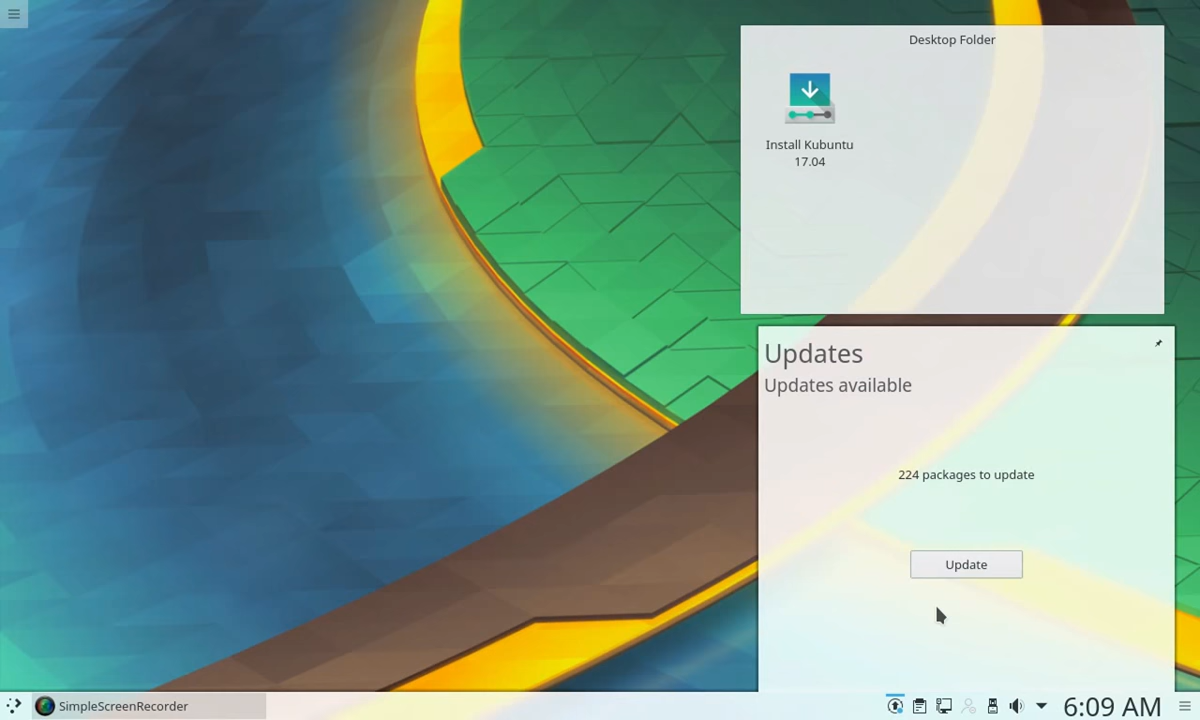 Desktop Folder
Install Kubuntu
17.04
Updates
Updates available
224 packages to update
Update
SimpleScreenRecorder
6:09 AM